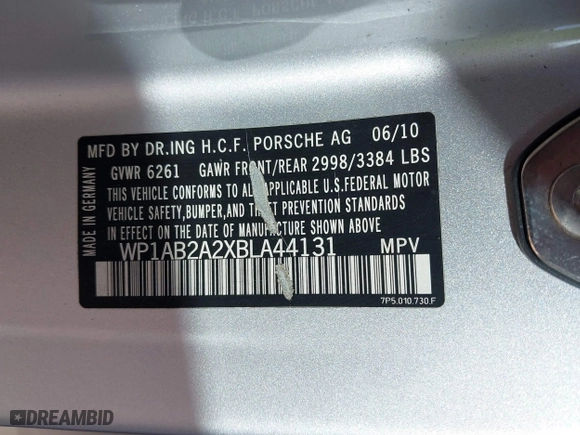 MFD BY DR.ING H.C.F. PORSCHE AG 06/10
GVWR 6261 GAWR FRONT/REAR 2998/3384 LBS
THIS VEHICLE CONFORMS TO ALL APPLICABLE U.S.FEDERAL MOTOR
VEHICLE SAFETY,BUMPER,AND THEFT PREVENTION STANDARDS
IN EFFECT ON THE DATE OF MANUFACTURE SHOWN ABOVE
WP1AB2A2XBLA44131 MPV
7P5.010.730.F
MADE IN GERMANY
DREAMBID